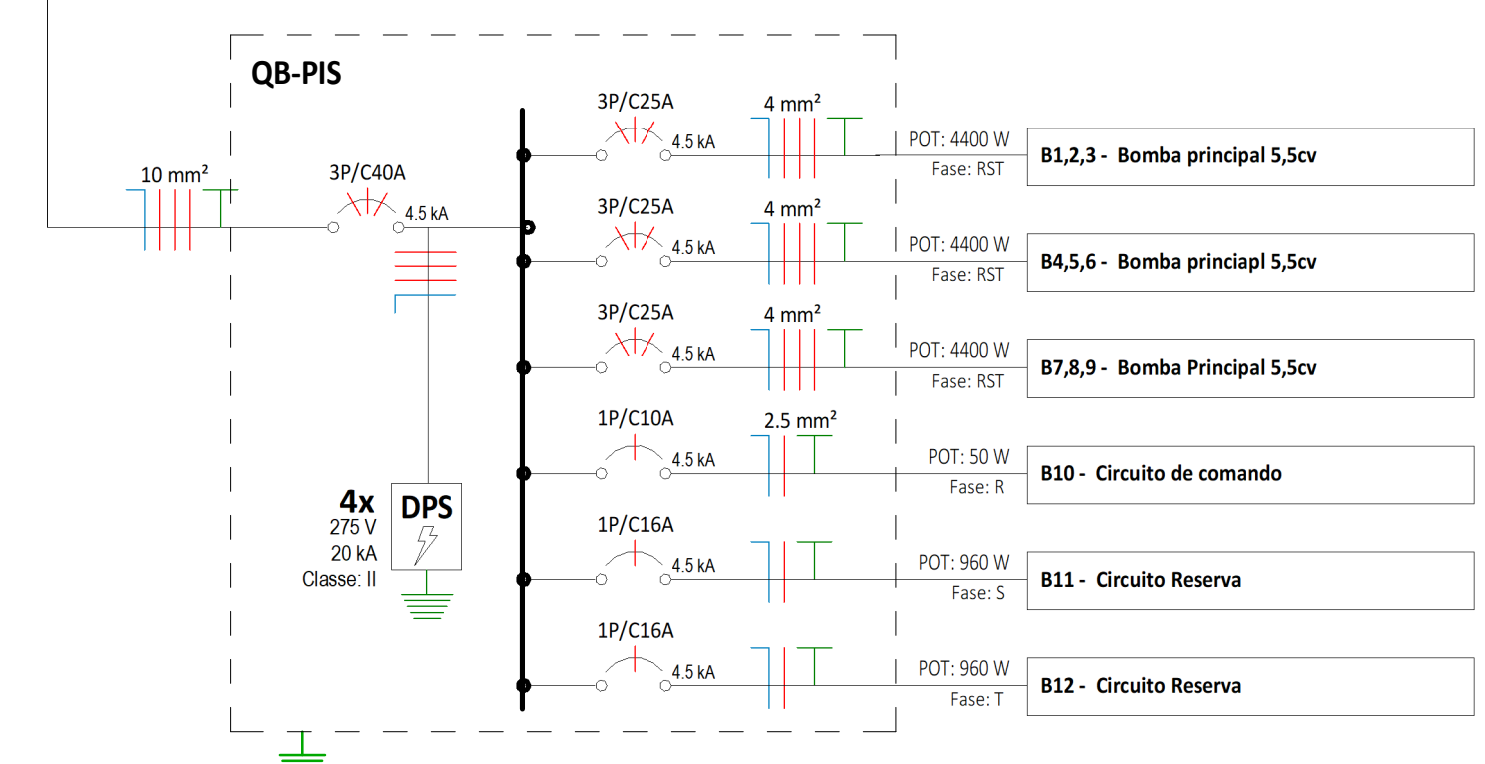 QB-PIS
10 mm²
3P/C40A
4.5 kA
4x
275 V
20 kA
Classe: II
DPS
3P/C25A
4.5 kA
4 mm²
POT: 4400 W
Fase: RST
B1,2,3 - Bomba principal 5,5cv
3P/C25A
4.5 kA
4 mm²
POT: 4400 W
Fase: RST
B4,5,6 - Bomba princiapl 5,5cv
3P/C25A
4.5 kA
4 mm²
POT: 4400 W
Fase: RST
B7,8,9 - Bomba Principal 5,5cv
1P/C10A
4.5 kA
2.5 mm²
POT: 50 W
Fase: R
B10 - Circuito de comando
1P/C16A
4.5 kA
POT: 960 W
Fase: S
B11 - Circuito Reserva
1P/C16A
4.5 kA
POT: 960 W
Fase: T
B12 - Circuito Reserva